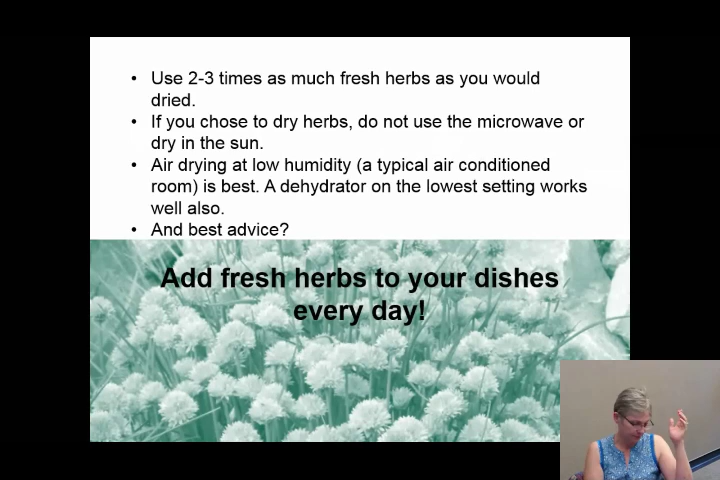 • Use 2-3 times as much fresh herbs as you would
dried.
• If you chose to dry herbs, do not use the microwave or
dry in the sun.
• Air drying at low humidity (a typical air conditioned
room) is best. A dehydrator on the lowest setting works
well also.
• And best advice?
Add fresh herbs to your dishes
every day!